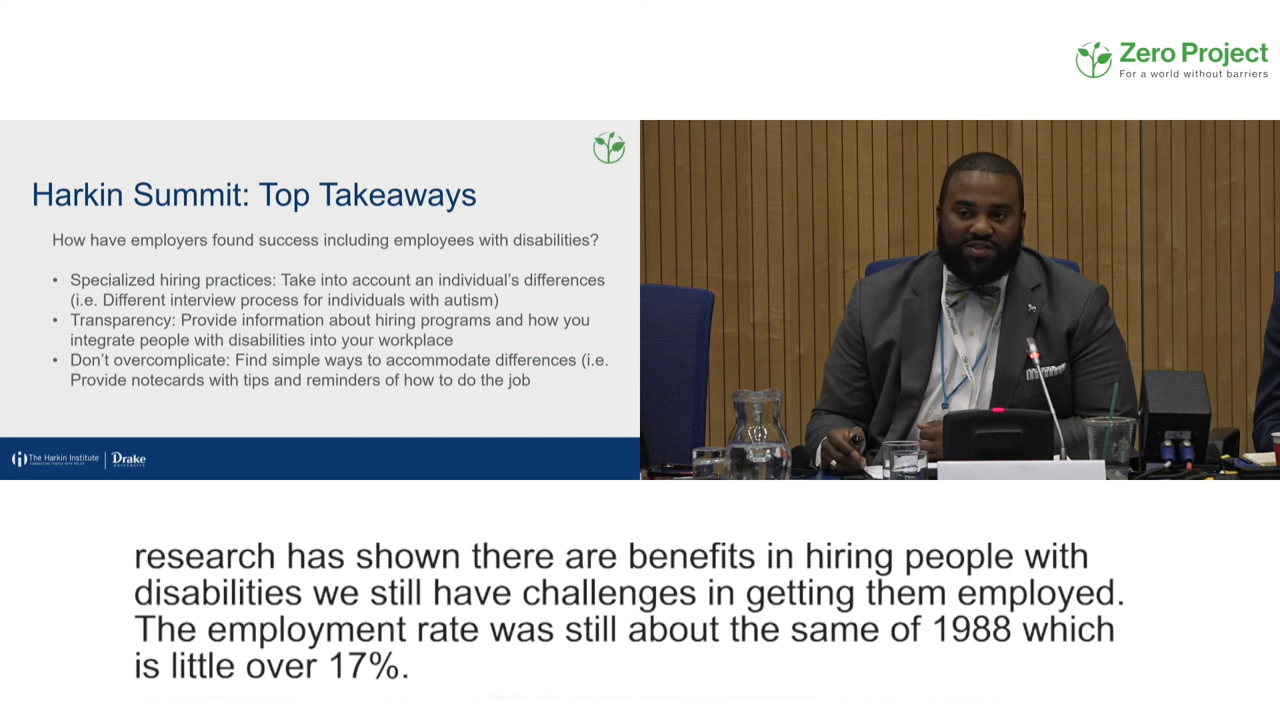 Zero Project
For a world without barriers
Harkin Summit: Top Takeaways
How have employers found success including employees with disabilities?
• Specialized hiring practices: Take into account an individual's differences
(i.e. Different interview process for individuals with autism)
• Transparency: Provide information about hiring programs and how you
integrate people with disabilities into your workplace
• Don't overcomplicate: Find simple ways to accommodate differences (i.e.
Provide notecards with tips and reminders of how to do the job
The Harkin Institute
CONNECTING PEOPLE WITH POLICY
Drake
UNIVERSITY
research has shown there are benefits in hiring people with
disabilities we still have challenges in getting them employed.
The employment rate was still about the same of 1988 which
is little over 17%.